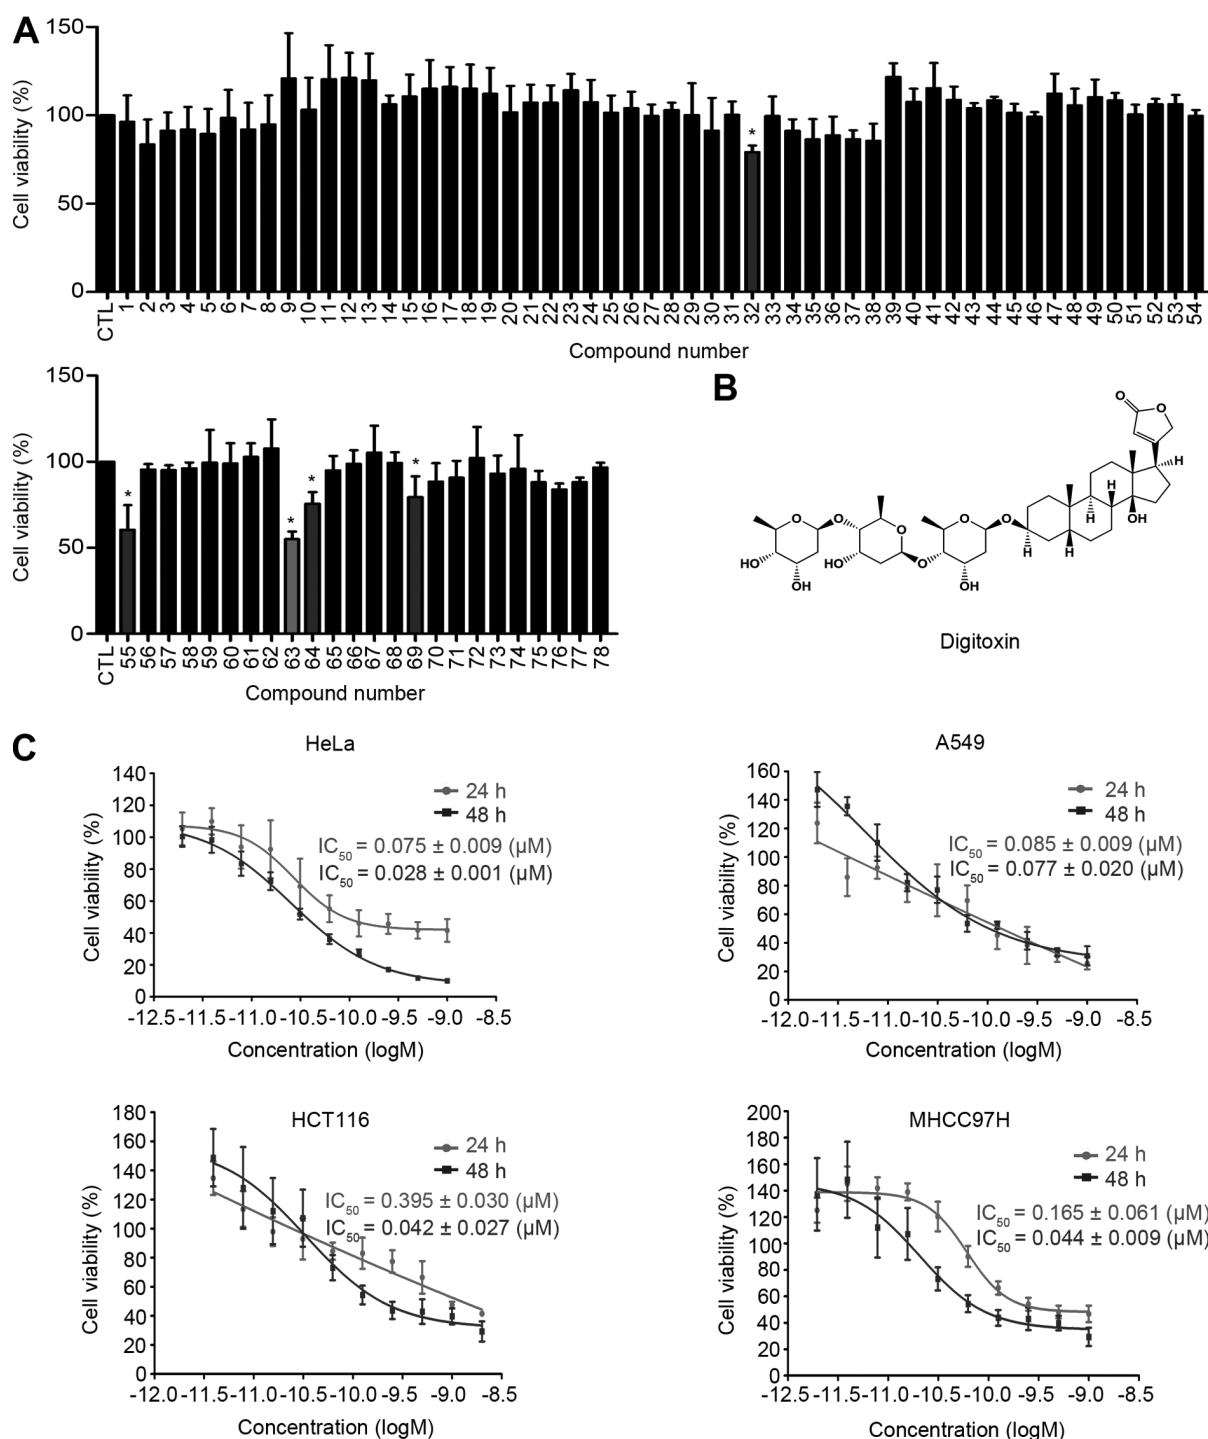 A
Cell viability (%)
150
100
50
0
*
CTL 1 2 3 4 5 6 7 8 9 10 11 12 13 14 15 16 17 18 19 20 21 22 23 24 25 26 27 28 29 30 31 32 33 34 35 36 37 38 39 40 41 42 43 44 45 46 47 48 49 50 51 52 53 54
Compound number
Cell viability (%)
150
100
50
0
* * * *
CTL 55 56 57 58 59 60 61 62 63 64 65 66 67 68 69 70 71 72 73 74 75 76 77 78
Compound number
B
O
O
H
H
H
OH
H
H
O
O
O
O
O
O
HO
OH
HO
OH
Digitoxin
C
HeLa
Cell viability (%)
140
120
100
80
60
40
20
0
24 h
48 h
IC50 = 0.075 ± 0.009 (µM)
IC50 = 0.028 ± 0.001 (µM)
-12.5 -11.5 -11.0 -10.5 -10.0 -9.5 -9.0 -8.5
Concentration (logM)
A549
Cell viability (%)
160
140
120
100
80
60
40
20
0
24 h
48 h
IC50 = 0.085 ± 0.009 (µM)
IC50 = 0.077 ± 0.020 (µM)
-12.0 -11.5 -11.0 -10.5 -10.0 -9.5 -9.0 -8.5
Concentration (logM)
HCT116
Cell viability (%)
180
160
140
120
100
80
60
40
20
0
24 h
48 h
IC50 = 0.395 ± 0.030 (µM)
IC50 = 0.042 ± 0.027 (µM)
-12.0 -11.5 -11.0 -10.5 -10.0 -9.5 -9.0 -8.5
Concentration (logM)
MHCC97H
Cell viability (%)
200
180
160
140
120
100
80
60
40
20
0
24 h
48 h
IC50 = 0.165 ± 0.061 (µM)
IC50 = 0.044 ± 0.009 (µM)
-12.5 -11.5 -11.0 -10.5 -10.0 -9.5 -9.0 -8.5
Concentration (logM)